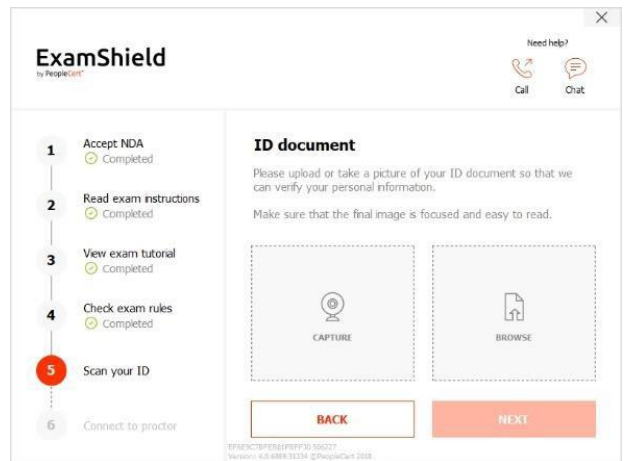 Need help?
ExamShield
by PeopleCert
Call
Chat
1
Accept NDA
Completed
2
Read exam instructions
Completed
3
View exam tutorial
Completed
4
Check exam rules
Completed
5
Scan your ID
6
Connect to proctor
ID document
Please upload or take a picture of your ID document so that we
can verify your personal information.
Make sure that the final image is focused and easy to read.
CAPTURE
BROWSE
BACK
NEXT
©PeopleCert 2018